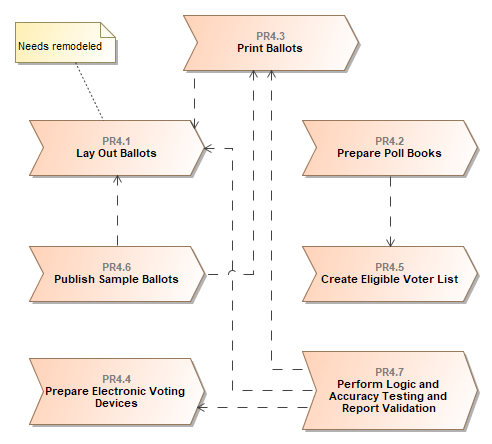 PR4.3
Print Ballots
Needs remodeled
PR4.1
Lay Out Ballots
PR4.2
Prepare Poll Books
PR4.6
Publish Sample Ballots
PR4.5
Create Eligible Voter List
PR4.4
Prepare Electronic Voting
Devices
PR4.7
Perform Logic and
Accuracy Testing and
Report Validation